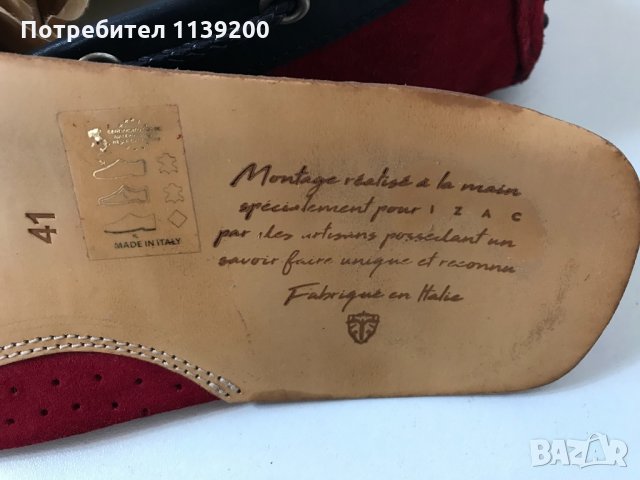 Потребител 1139200
41
MADE IN ITALY
Montage réalisé à la main
spécialement pour I Z A C
par des artisans possédant un
savoir faire unique et reconnu
Fabriqué en Italie
BAZAR